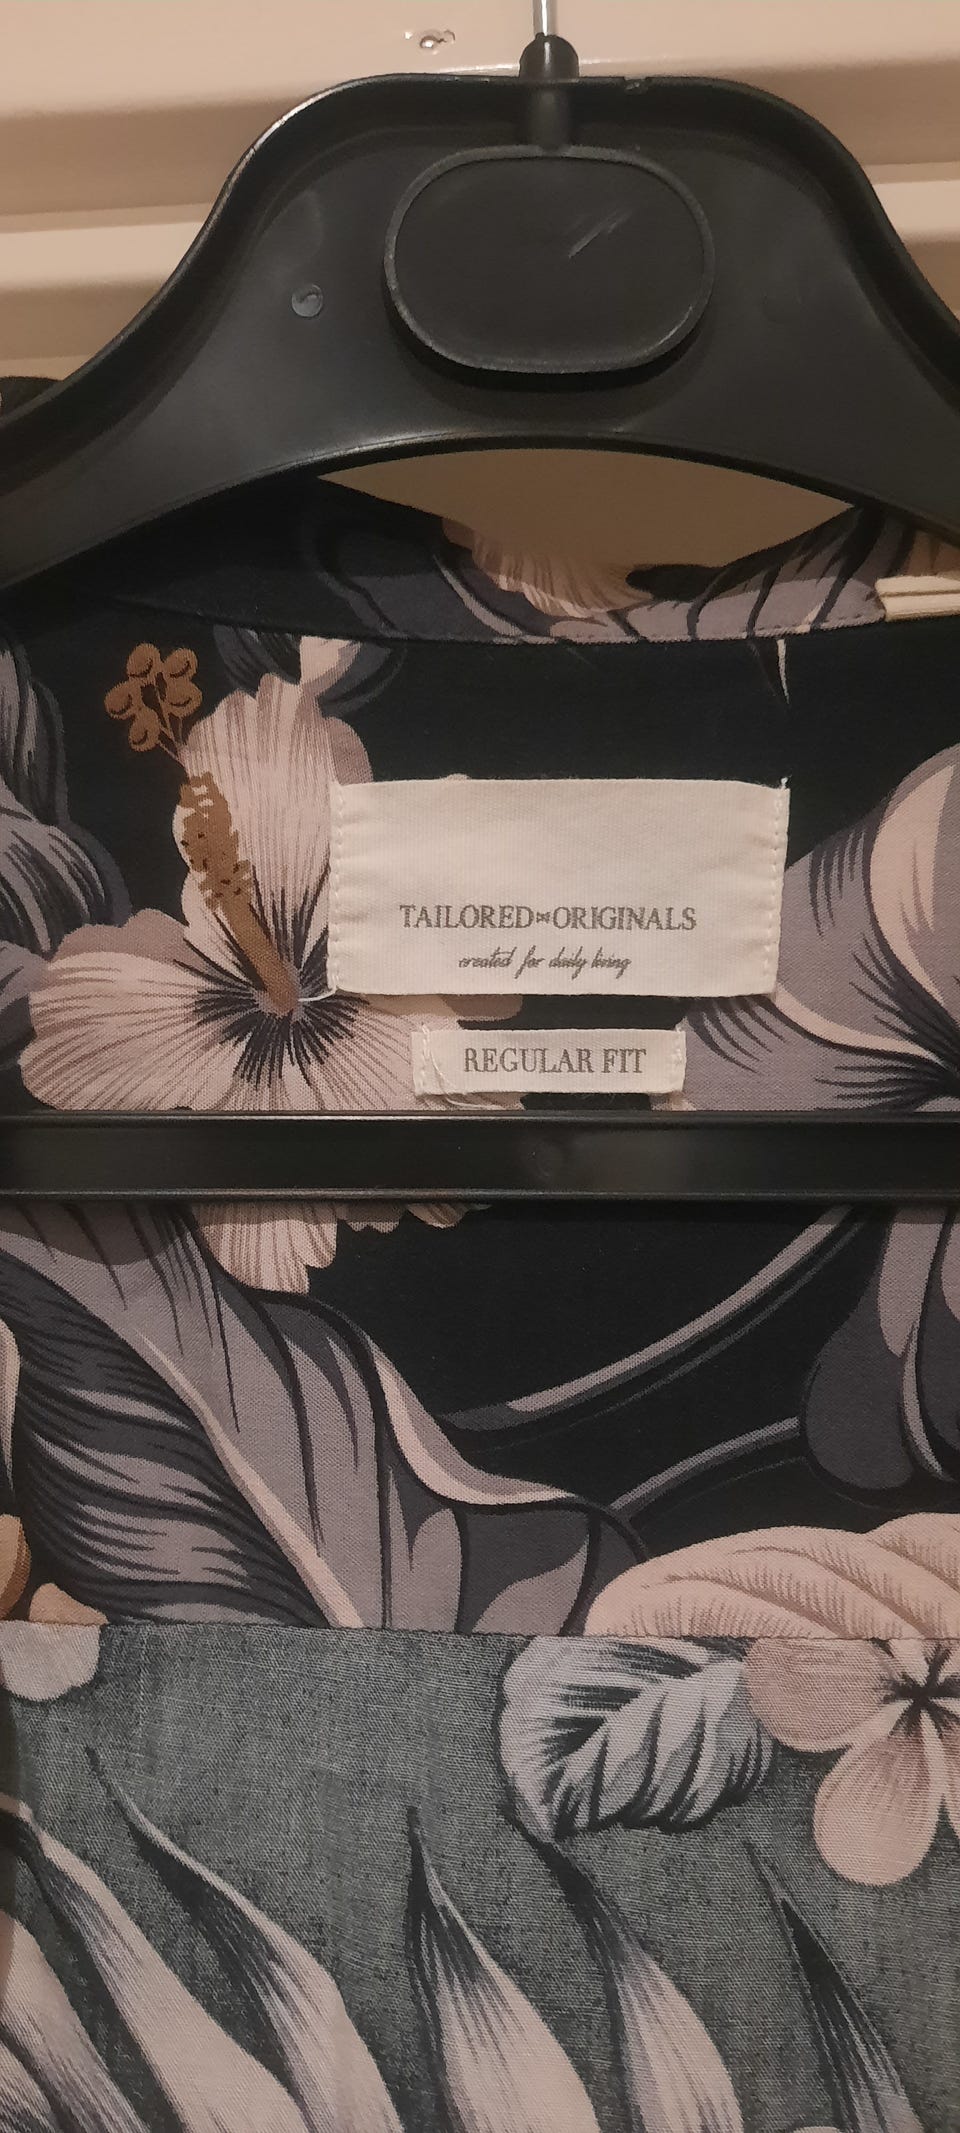 TAILORED⋈ORIGINALS
created for daily living
REGULAR FIT